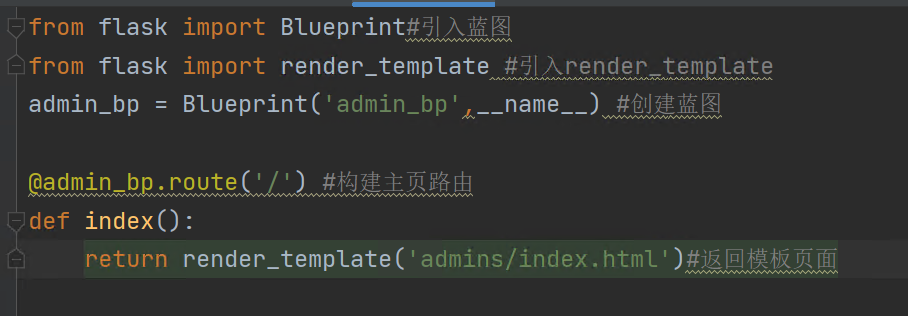 from flask import Blueprint#引入蓝图
from flask import render_template #引入render_template
admin_bp = Blueprint('admin_bp',__name__) #创建蓝图
@admin_bp.route('/') #构建主页路由
def index():
    return render_template('admins/index.html')#返回模板页面